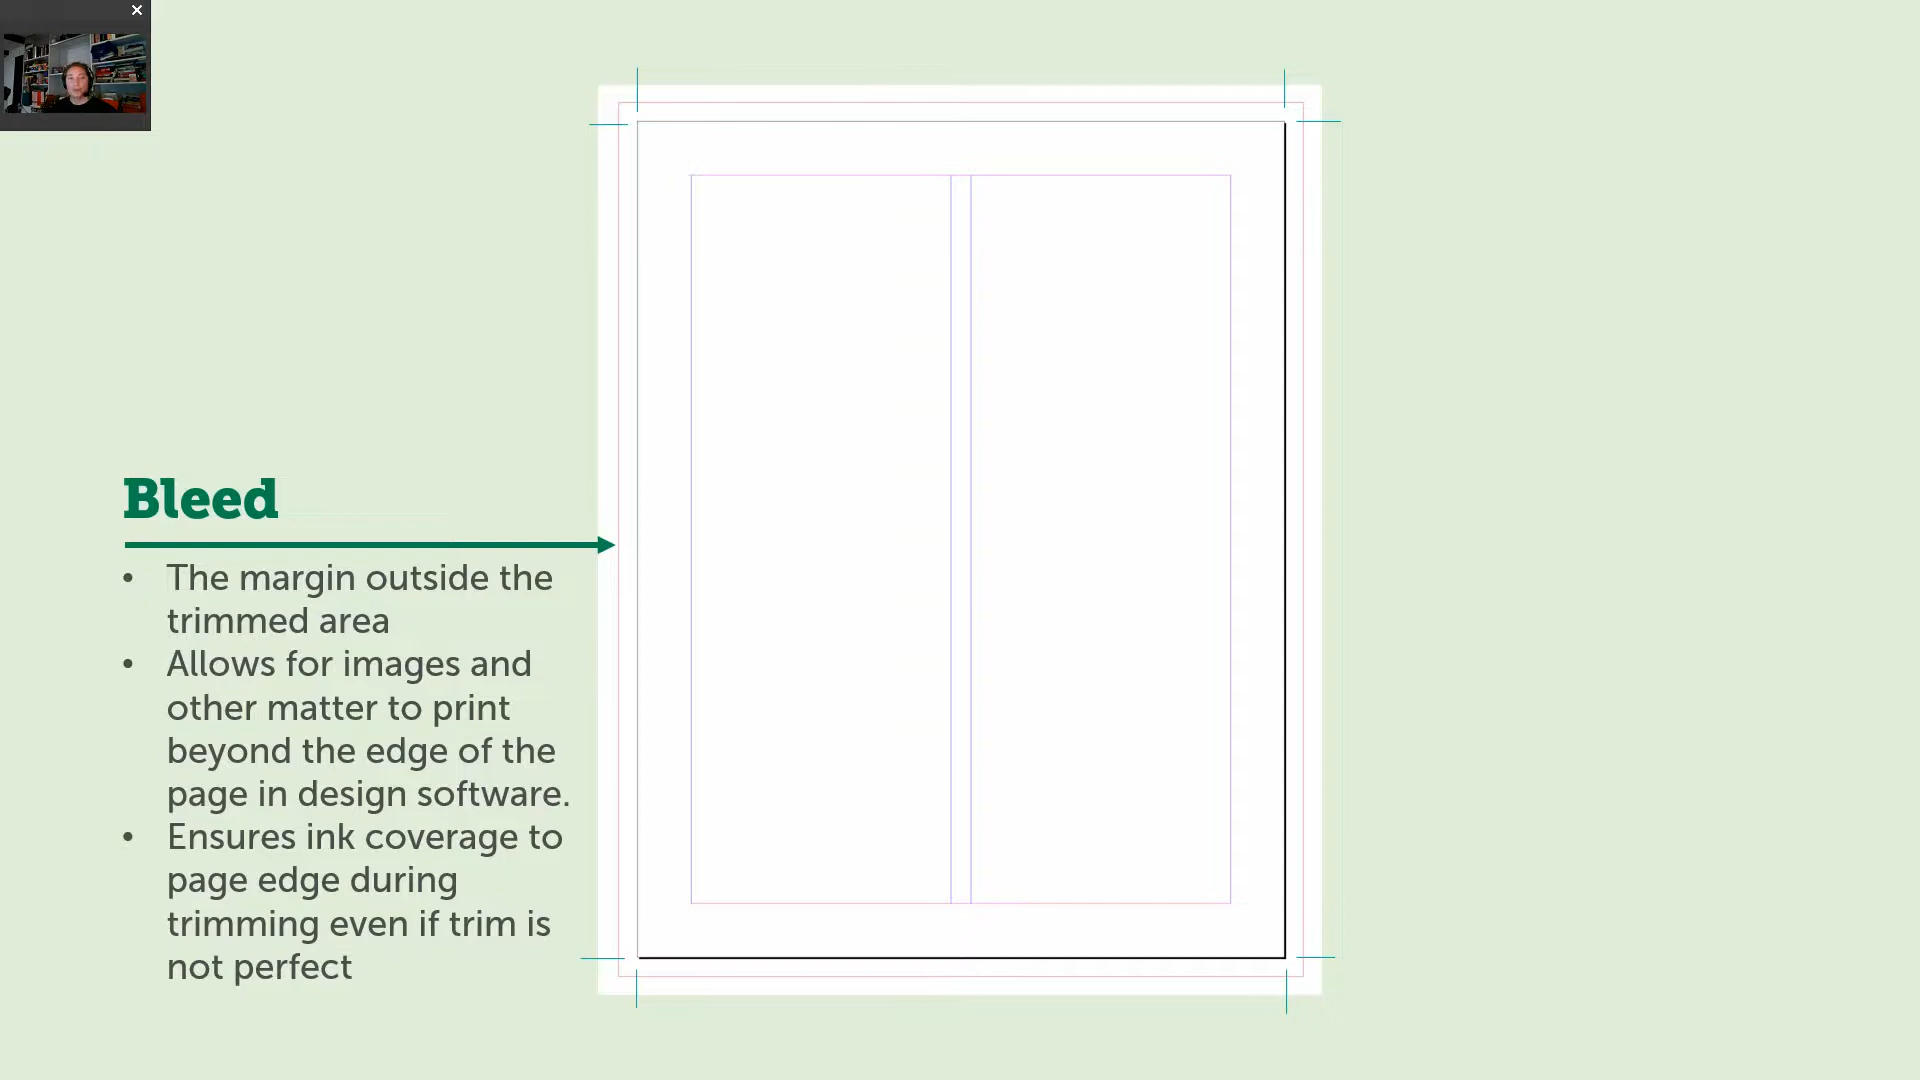 Bleed
• The margin outside the
trimmed area
• Allows for images and
other matter to print
beyond the edge of the
page in design software.
• Ensures ink coverage to
page edge during
trimming even if trim is
not perfect